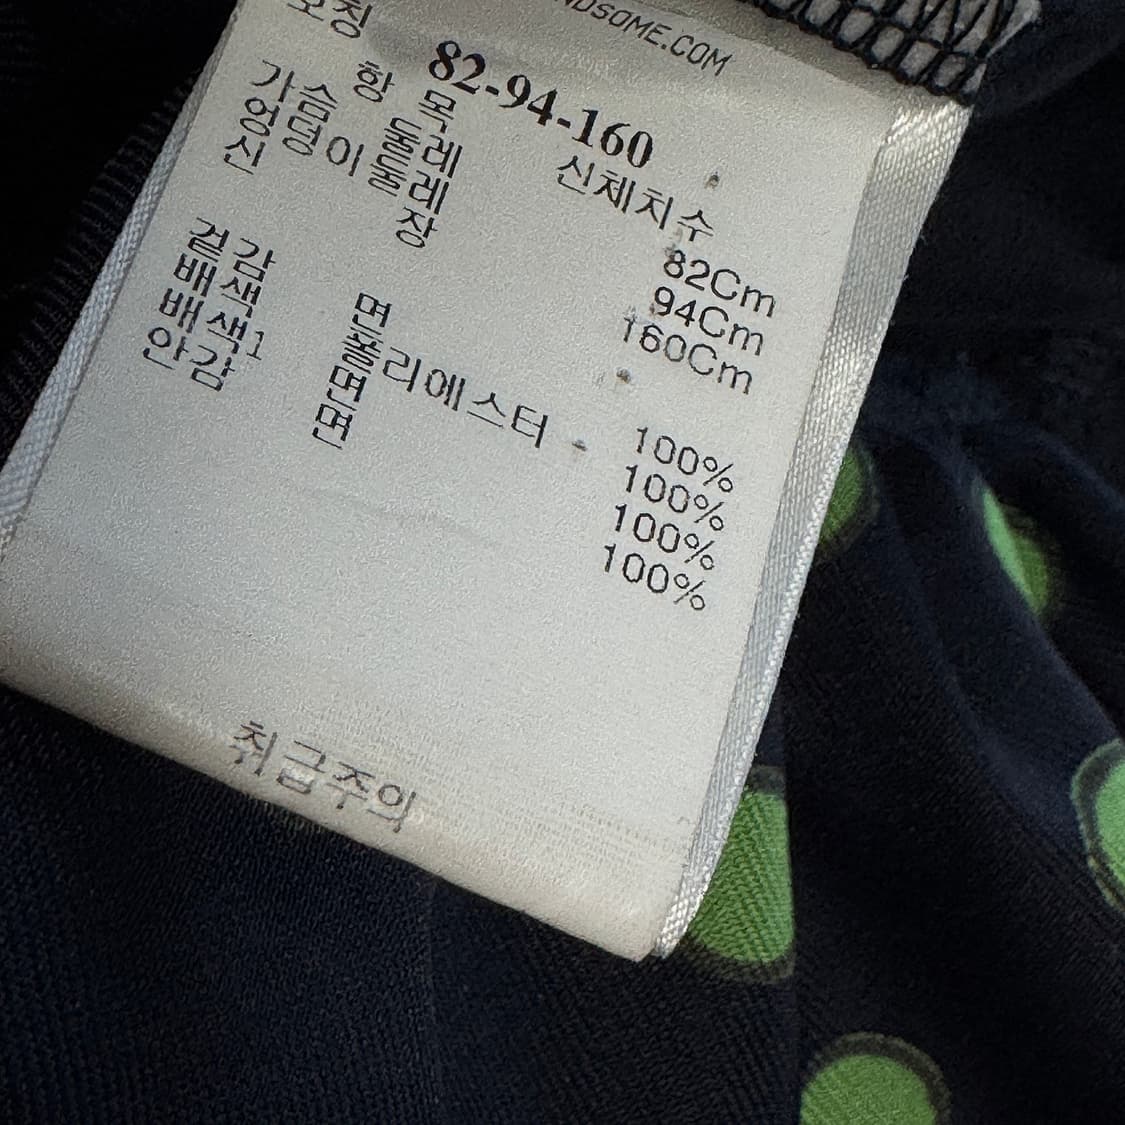 NDSOME.COM
호칭 82-94-160
항목 신체치수
가슴둘레 82Cm
엉덩이둘레 94Cm
신장 160Cm
겉감 면 100%
배색 폴리에스터 100%
배색1 면 100%
안감 면 100%
취급주의